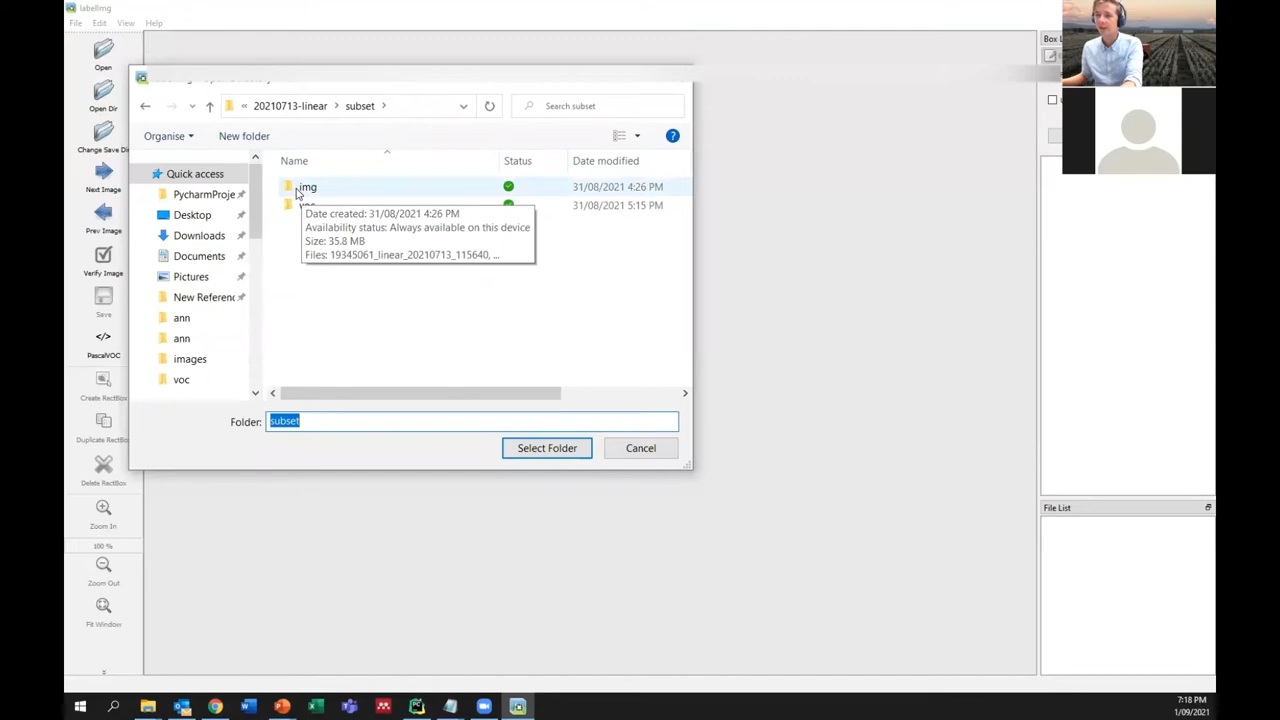 labelImg
File Edit View Help
Open
Open Dir
Change Save Dir
Next Image
Prev Image
Verify Image
Save
</>
PascalVOC
Create RectBox
Duplicate RectBo
Delete RectBox
Zoom In
100 %
Zoom Out
Fit Window
« 20210713-linear > subset >
Search subset
Organise
New folder
?
Name Status Date modified
Quick access
PycharmProje
Desktop
Downloads
Documents
Pictures
New Referenc
ann
ann
images
voc
img 31/08/2021 4:26 PM
31/08/2021 5:15 PM
Date created: 31/08/2021 4:26 PM
Availability status: Always available on this device
Size: 35.8 MB
Files: 19345061_linear_20210713_115640, ...
Folder: subset
Select Folder
Cancel
File List
7:18 PM
1/09/2021